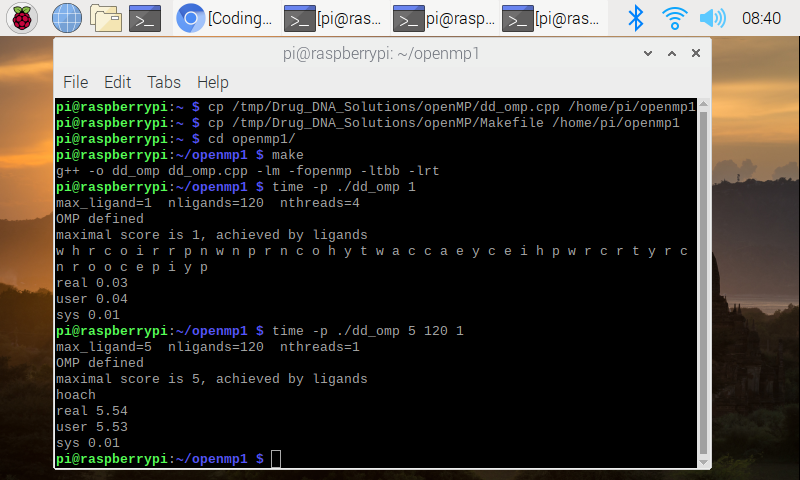 [Coding... [pi@ras... pi@rasp... [pi@ras... 08:40
pi@raspberrypi: ~/openmp1
File Edit Tabs Help
pi@raspberrypi:~ $ cp /tmp/Drug_DNA_Solutions/openMP/dd_omp.cpp /home/pi/openmp1
pi@raspberrypi:~ $ cp /tmp/Drug_DNA_Solutions/openMP/Makefile /home/pi/openmp1
pi@raspberrypi:~ $ cd openmp1/
pi@raspberrypi:~/openmp1 $ make
g++ -o dd_omp dd_omp.cpp -lm -fopenmp -ltbb -lrt
pi@raspberrypi:~/openmp1 $ time -p ./dd_omp 1
max_ligand=1  nligands=120  nthreads=4
OMP defined
maximal score is 1, achieved by ligands
w h r c o i r r p n w n p r n c o h y t w a c c a e y c e i h p w r c r t y r c
n r o o c e p i y p
real 0.03
user 0.04
sys 0.01
pi@raspberrypi:~/openmp1 $ time -p ./dd_omp 5 120 1
max_ligand=5  nligands=120  nthreads=1
OMP defined
maximal score is 5, achieved by ligands
hoach
real 5.54
user 5.53
sys 0.01
pi@raspberrypi:~/openmp1 $